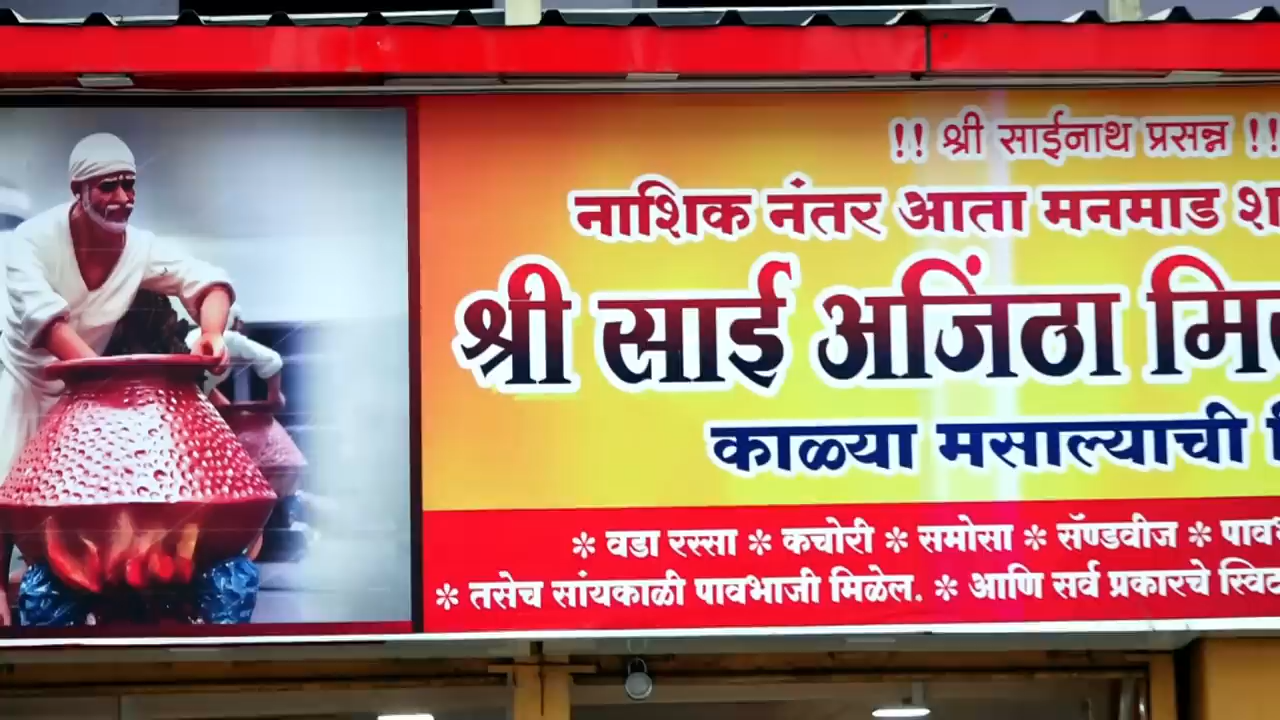 !! श्री साईनाथ प्रसन्न !!
नाशिक नंतर आता मनमाड
श्री साई अजिंठा
काळ्या मसाल्याची
* वडा रस्सा * कचोरी * समोसा * सॅण्डवीज *
* तसेच सांयकाळी पावभाजी मिळेल. * आणि सर्व प्रकारचे